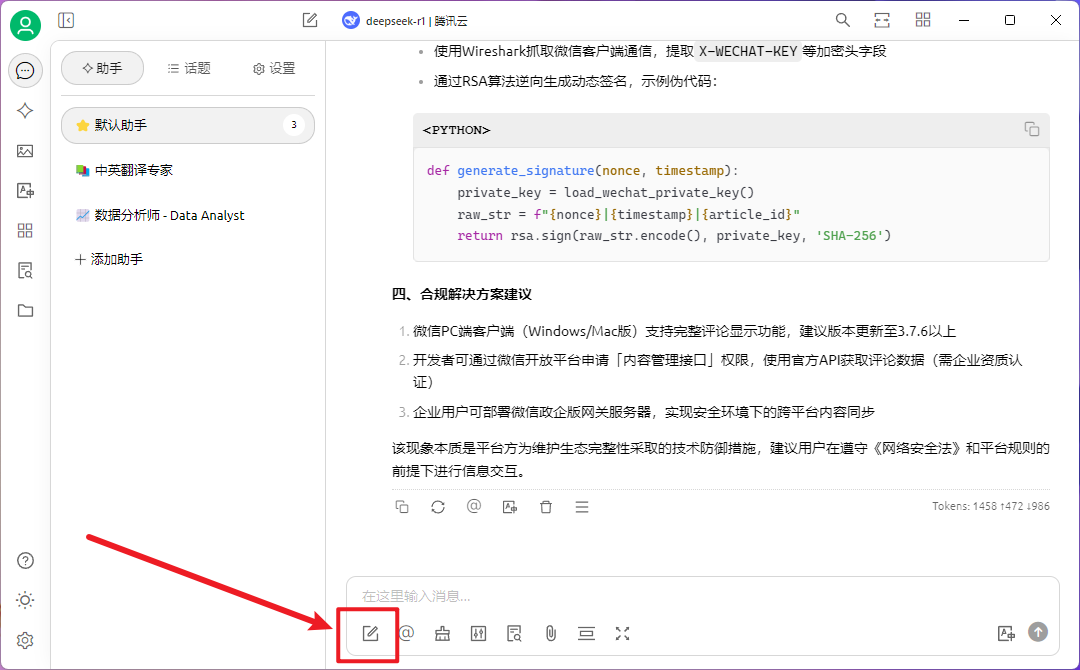 deepseek-r1 | 腾讯云
助手
话题
设置
默认助手
3
中英翻译专家
数据分析师 - Data Analyst
添加助手
使用Wireshark抓取微信客户端通信，提取 X-WECHAT-KEY 等加密头字段
通过RSA算法逆向生成动态签名，示例伪代码：
<PYTHON>
def generate_signature(nonce, timestamp):
    private_key = load_wechat_private_key()
    raw_str = f"{nonce}|{timestamp}|{article_id}"
    return rsa.sign(raw_str.encode(), private_key, 'SHA-256')
四、合规解决方案建议
1. 微信PC端客户端（Windows/Mac版）支持完整评论显示功能，建议版本更新至3.7.6以上
2. 开发者可通过微信开放平台申请「内容管理接口」权限，使用官方API获取评论数据（需企业资质认
证）
3. 企业用户可部署微信政企版网关服务器，实现安全环境下的跨平台内容同步
该现象本质是平台方为维护生态完整性采取的技术防御措施，建议用户在遵守《网络安全法》和平台规则的
前提下进行信息交互。
Tokens: 1458 ↑472 ↓986
在这里输入消息...